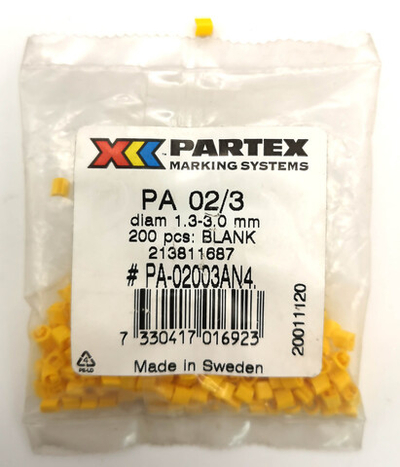 PARTEX
MARKING SYSTEMS
PA 02/3
diam 1.3-3.0 mm
200 pcs: BLANK
213811687
# PA-02003AN4.
7 330417 016923
20011120
Made in Sweden
4